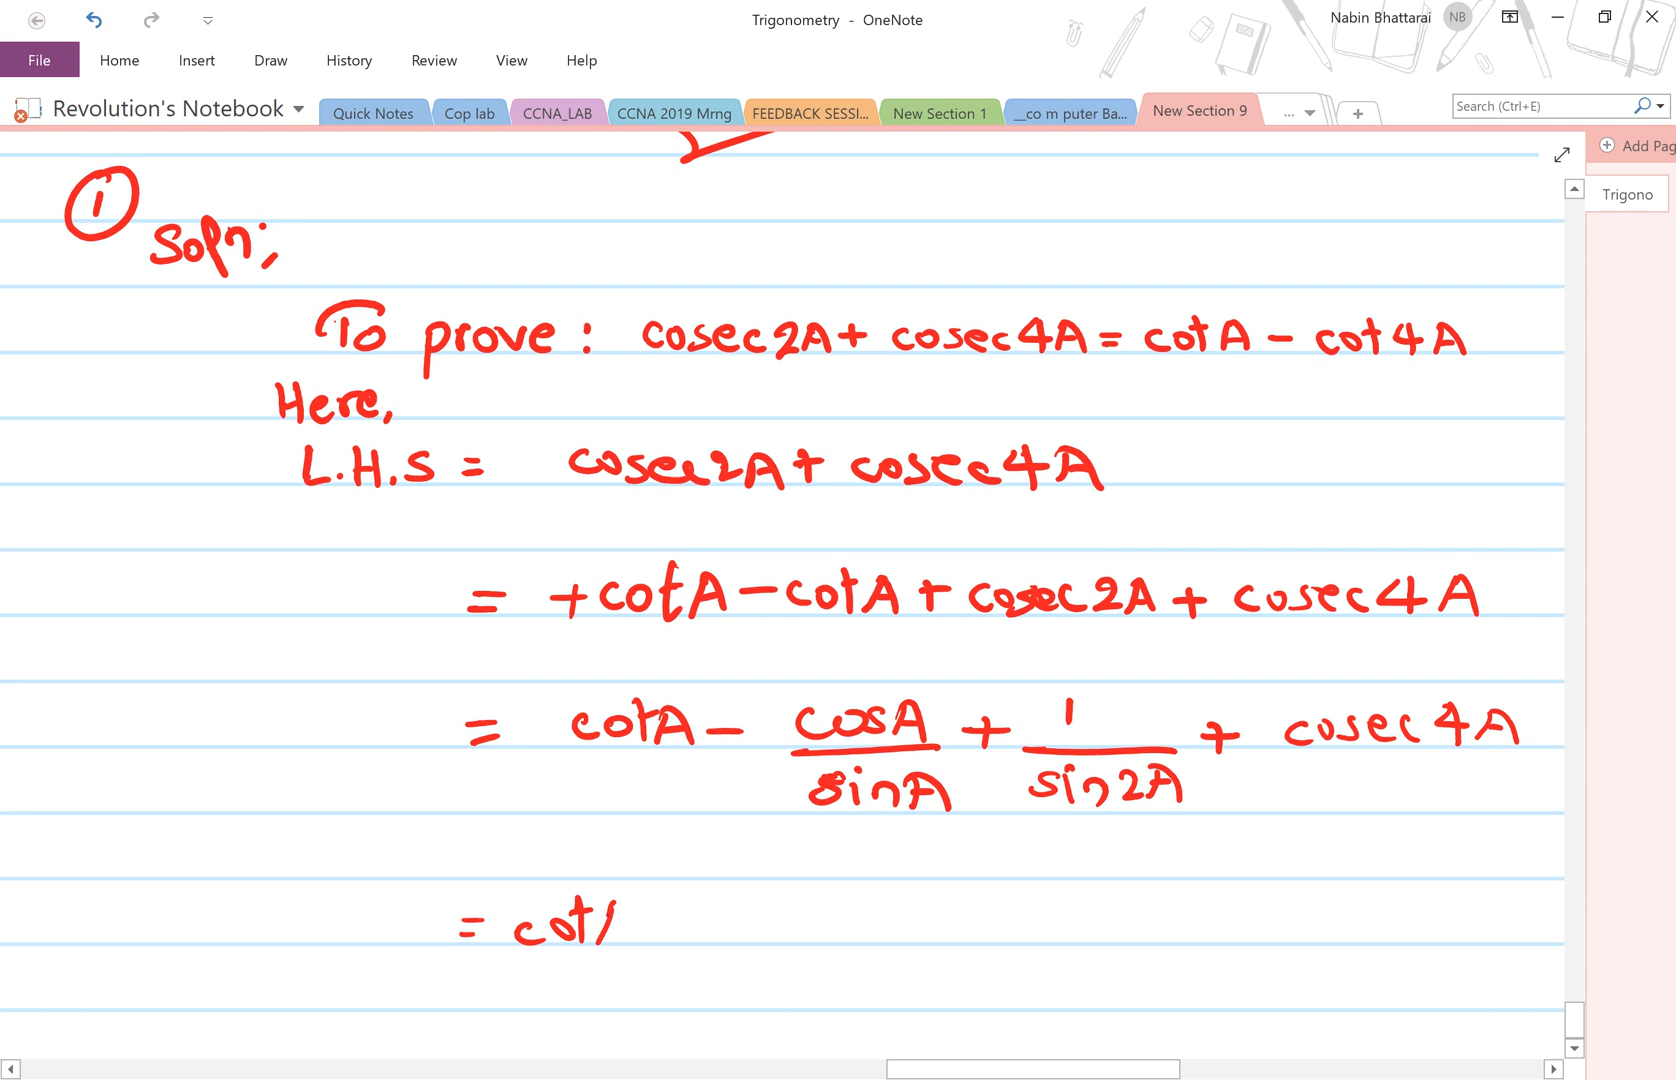 Trigonometry - OneNote
Nabin Bhattarai NB
File Home Insert Draw History Review View Help
Revolution's Notebook
Quick Notes Cop lab CCNA_LAB CCNA 2019 Mrng FEEDBACK SESSI... New Section 1 __co m puter Ba... New Section 9 ... +
Search (Ctrl+E)
Add Pag
Trigono
1
Soln;
To prove: cosec2A + cosec4A = cotA - cot4A
Here,
L.H.S = cosec2A + cosec4A
= +cotA - cotA + cosec2A + cosec4A
= cotA - cosA/sinA + 1/sin2A + cosec4A
= cot